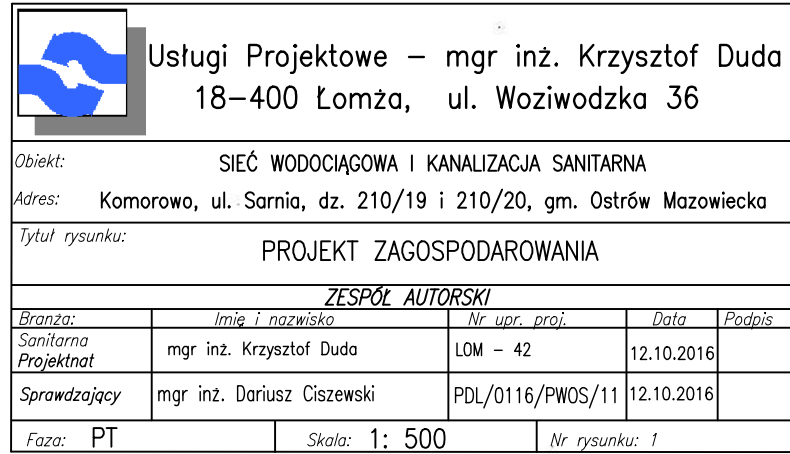 Usługi Projektowe – mgr inż. Krzysztof Duda
18–400 Łomża, ul. Woziwodzka 36
Obiekt: SIEĆ WODOCIĄGOWA I KANALIZACJA SANITARNA
Adres: Komorowo, ul. Sarnia, dz. 210/19 i 210/20, gm. Ostrów Mazowiecka
Tytuł rysunku:
PROJEKT ZAGOSPODAROWANIA
ZESPÓŁ AUTORSKI
Branża: Imię i nazwisko Nr upr. proj. Data Podpis
Sanitarna
Projektnat mgr inż. Krzysztof Duda LOM – 42 12.10.2016
Sprawdzający mgr inż. Dariusz Ciszewski PDL/0116/PWOS/11 12.10.2016
Faza: PT Skala: 1: 500 Nr rysunku: 1